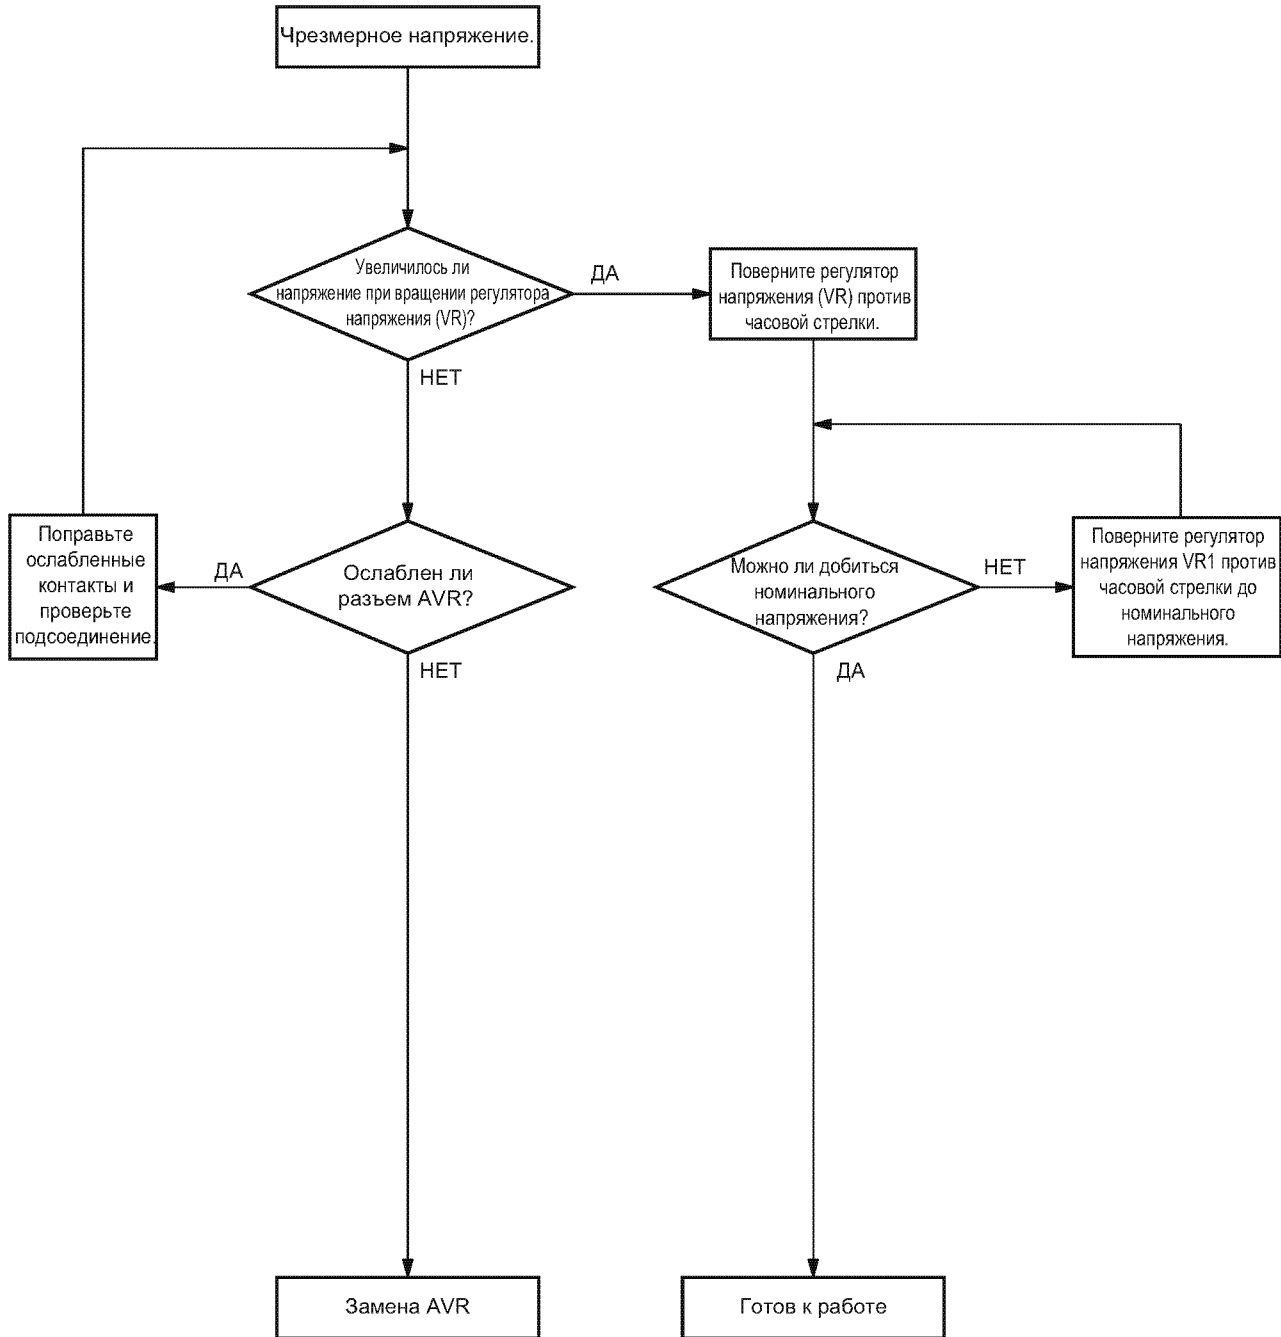 Чрезмерное напряжение.
Увеличилось ли
напряжение при вращении регулятора
напряжения (VR)?
ДА
Поверните регулятор
напряжения (VR) против
часовой стрелки.
НЕТ
Поправьте
ослабленные
контакты и
проверьте
подсоединение.
ДА
Ослаблен ли
разъем AVR?
Можно ли добиться
номинального
напряжения?
НЕТ
Поверните регулятор
напряжения VR1 против
часовой стрелки до
номинального
напряжения.
НЕТ
ДА
Замена AVR
Готов к работе